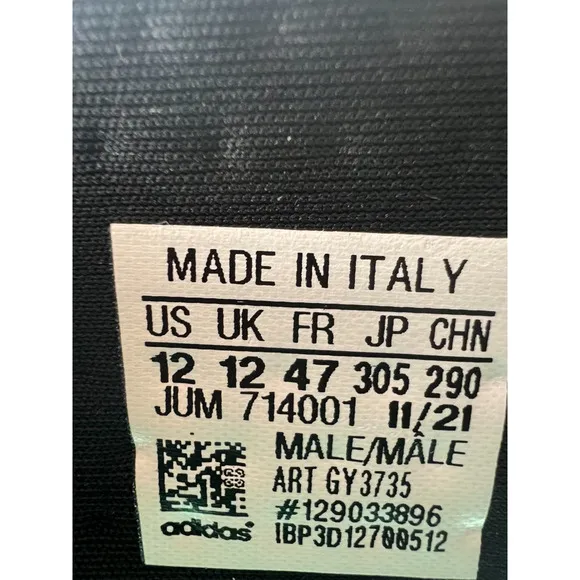 MADE IN ITALY
US UK FR JP CHN
12 12 47 305 290
JUM 714001 11/21
MALE/MÂLE
ART GY3735
#129033896
adidas IBP3D12700512